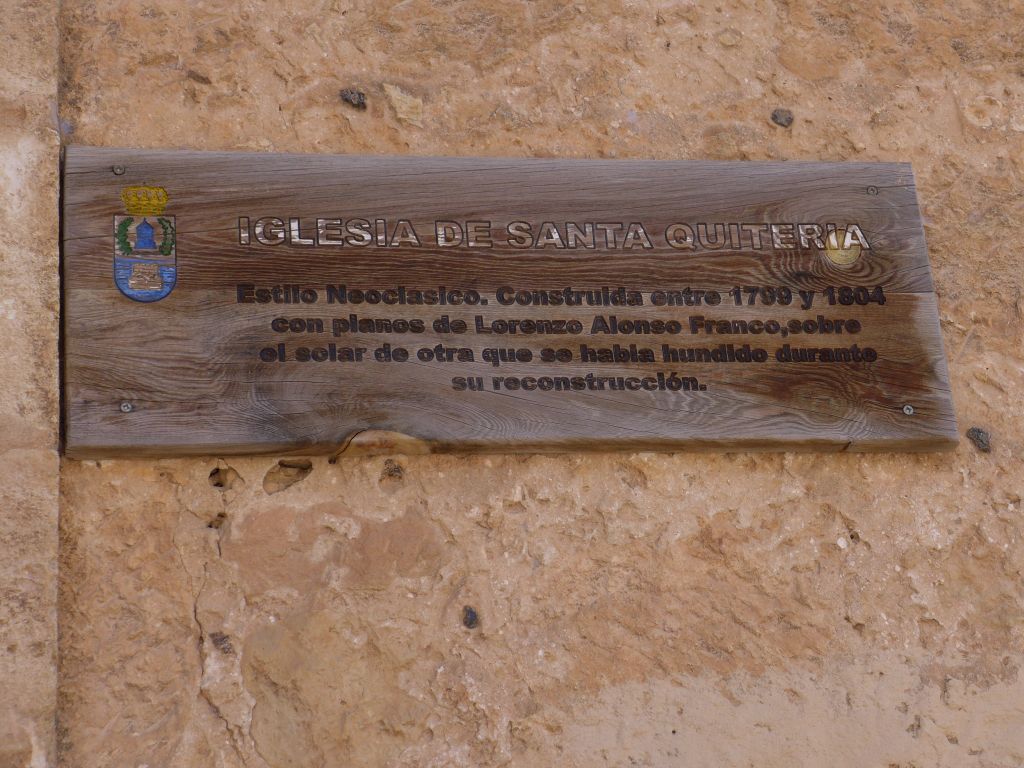 IGLESIA DE SANTA QUITERIA
Estilo Neoclasico. Construida entre 1799 y 1804
con planos de Lorenzo Alonso Franco,sobre
el solar de otra que se habia hundido durante
su reconstrucción.